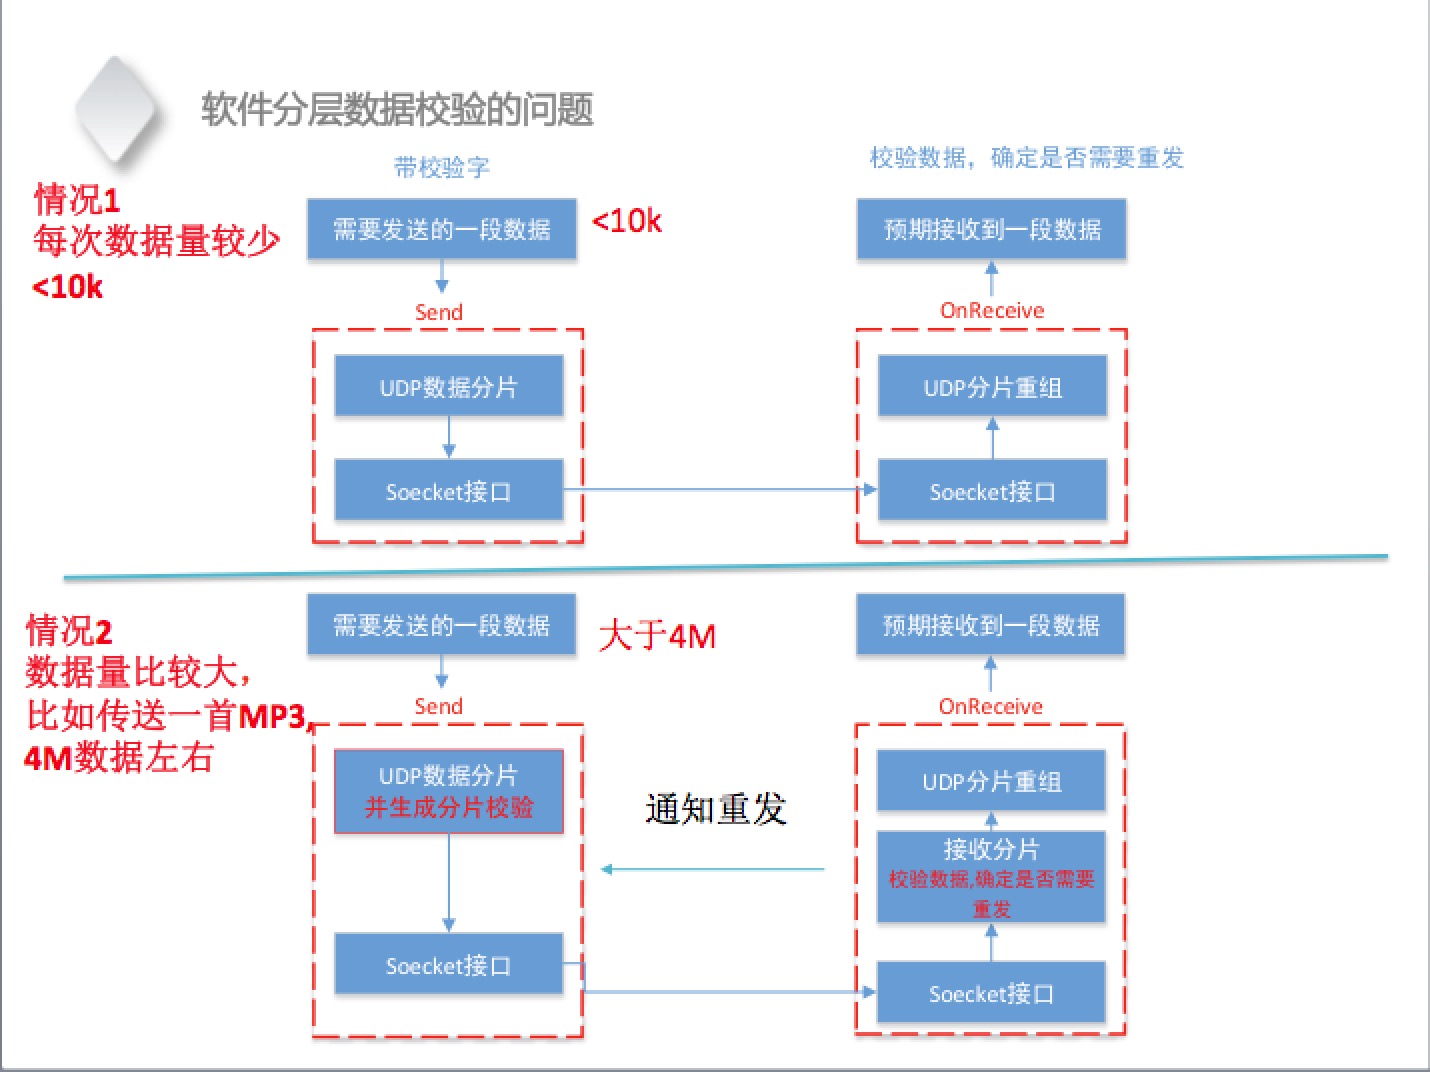 软件分层数据校验的问题
带校验字
校验数据，确定是否需要重发
情况1
每次数据量较少
<10k
需要发送的一段数据
<10k
预期接收到一段数据
Send
OnReceive
UDP数据分片
UDP分片重组
Soecket接口
Soecket接口
情况2
数据量比较大，
比如传送一首MP3,
4M数据左右
需要发送的一段数据
大于4M
预期接收到一段数据
Send
OnReceive
UDP数据分片
并生成分片校验
通知重发
UDP分片重组
接收分片
校验数据,确定是否需要
重发
Soecket接口
Soecket接口